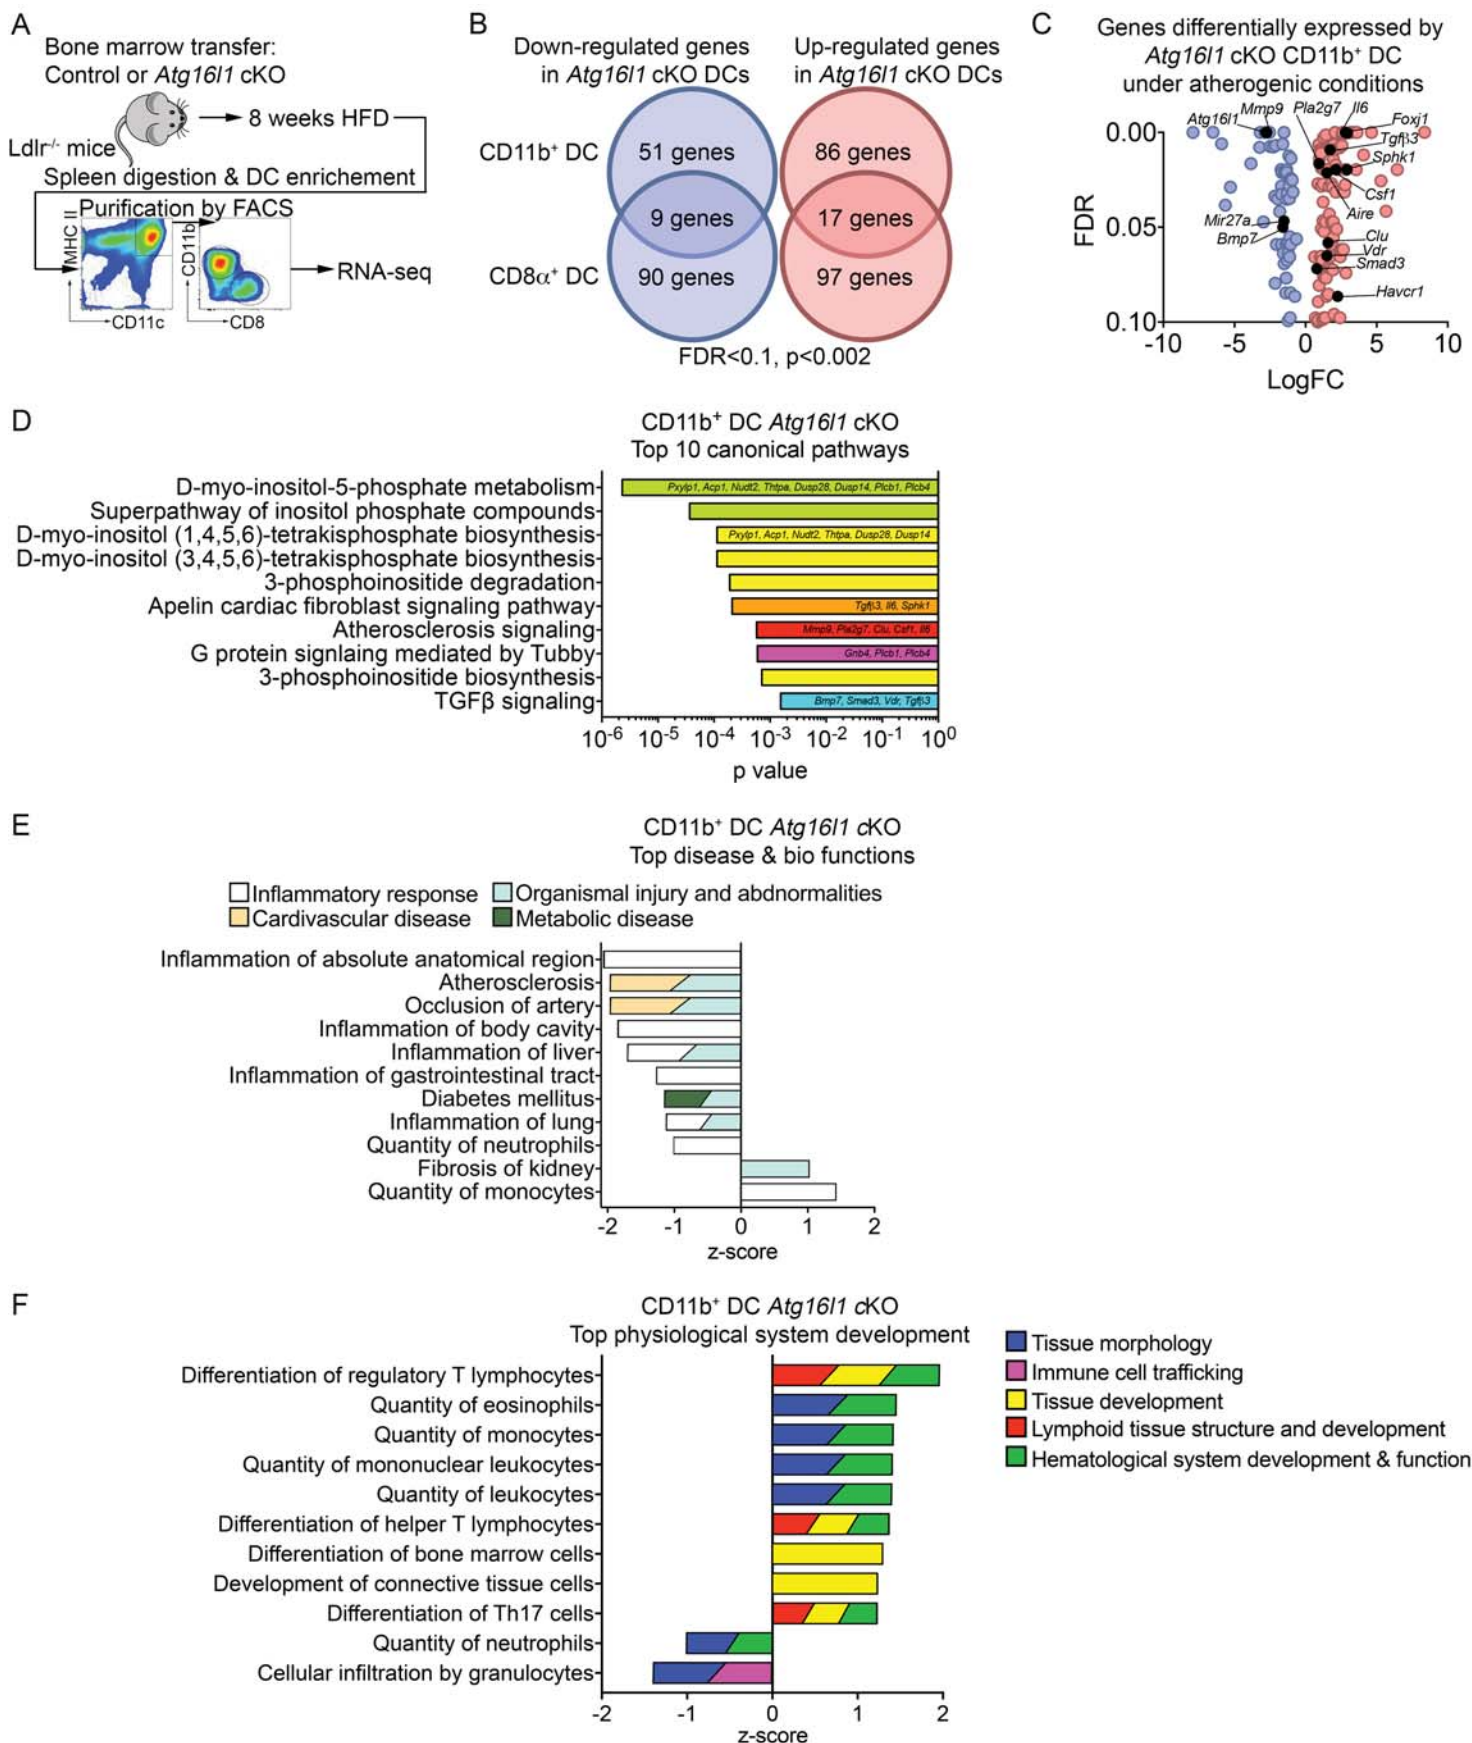 A
Bone marrow transfer:
Control or Atg16l1 cKO
8 weeks HFD
Ldlr-/- mice
Spleen digestion & DC enrichement
Purification by FACS
MHC II
CD11b
RNA-seq
CD11c
CD8
B
Down-regulated genes
in Atg16l1 cKO DCs
Up-regulated genes
in Atg16l1 cKO DCs
CD11b+ DC
51 genes
86 genes
9 genes
17 genes
CD8α+ DC
90 genes
97 genes
FDR<0.1, p<0.002
C
Genes differentially expressed by
Atg16l1 cKO CD11b+ DC
under atherogenic conditions
Atg16l1
Mmp9
Pla2g7
Il6
Foxj1
Tgfβ3
Sphk1
Csf1
Aire
Mir27a
Bmp7
Clu
Vdr
Smad3
Havcr1
FDR
0.00
0.05
0.10
-10 -5 0 5 10
LogFC
D
CD11b+ DC Atg16l1 cKO
Top 10 canonical pathways
D-myo-inositol-5-phosphate metabolism
Pxylp1, Acp1, Nudt2, Thtpa, Dusp28, Dusp14, Plcb1, Plcb4
Superpathway of inositol phosphate compounds
D-myo-inositol (1,4,5,6)-tetrakisphosphate biosynthesis
Pxylp1, Acp1, Nudt2, Thtpa, Dusp28, Dusp14
D-myo-inositol (3,4,5,6)-tetrakisphosphate biosynthesis
3-phosphoinositide degradation
Apelin cardiac fibroblast signaling pathway
Tgfβ3, Il6, Sphk1
Atherosclerosis signaling
Mmp9, Pla2g7, Clu, Csf1, Il6
G protein signlaing mediated by Tubby
Gnb4, Plcb1, Plcb4
3-phosphoinositide biosynthesis
TGFβ signaling
Bmp7, Smad3, Vdr, Tgfβ3
10-6 10-5 10-4 10-3 10-2 10-1 100
p value
E
CD11b+ DC Atg16l1 cKO
Top disease & bio functions
Inflammatory response
Organismal injury and abdnormalities
Cardivascular disease
Metabolic disease
Inflammation of absolute anatomical region
Atherosclerosis
Occlusion of artery
Inflammation of body cavity
Inflammation of liver
Inflammation of gastrointestinal tract
Diabetes mellitus
Inflammation of lung
Quantity of neutrophils
Fibrosis of kidney
Quantity of monocytes
-2 -1 0 1 2
z-score
F
CD11b+ DC Atg16l1 cKO
Top physiological system development
Tissue morphology
Immune cell trafficking
Tissue development
Lymphoid tissue structure and development
Hematological system development & function
Differentiation of regulatory T lymphocytes
Quantity of eosinophils
Quantity of monocytes
Quantity of mononuclear leukocytes
Quantity of leukocytes
Differentiation of helper T lymphocytes
Differentiation of bone marrow cells
Development of connective tissue cells
Differentiation of Th17 cells
Quantity of neutrophils
Cellular infiltration by granulocytes
-2 -1 0 1 2
z-score